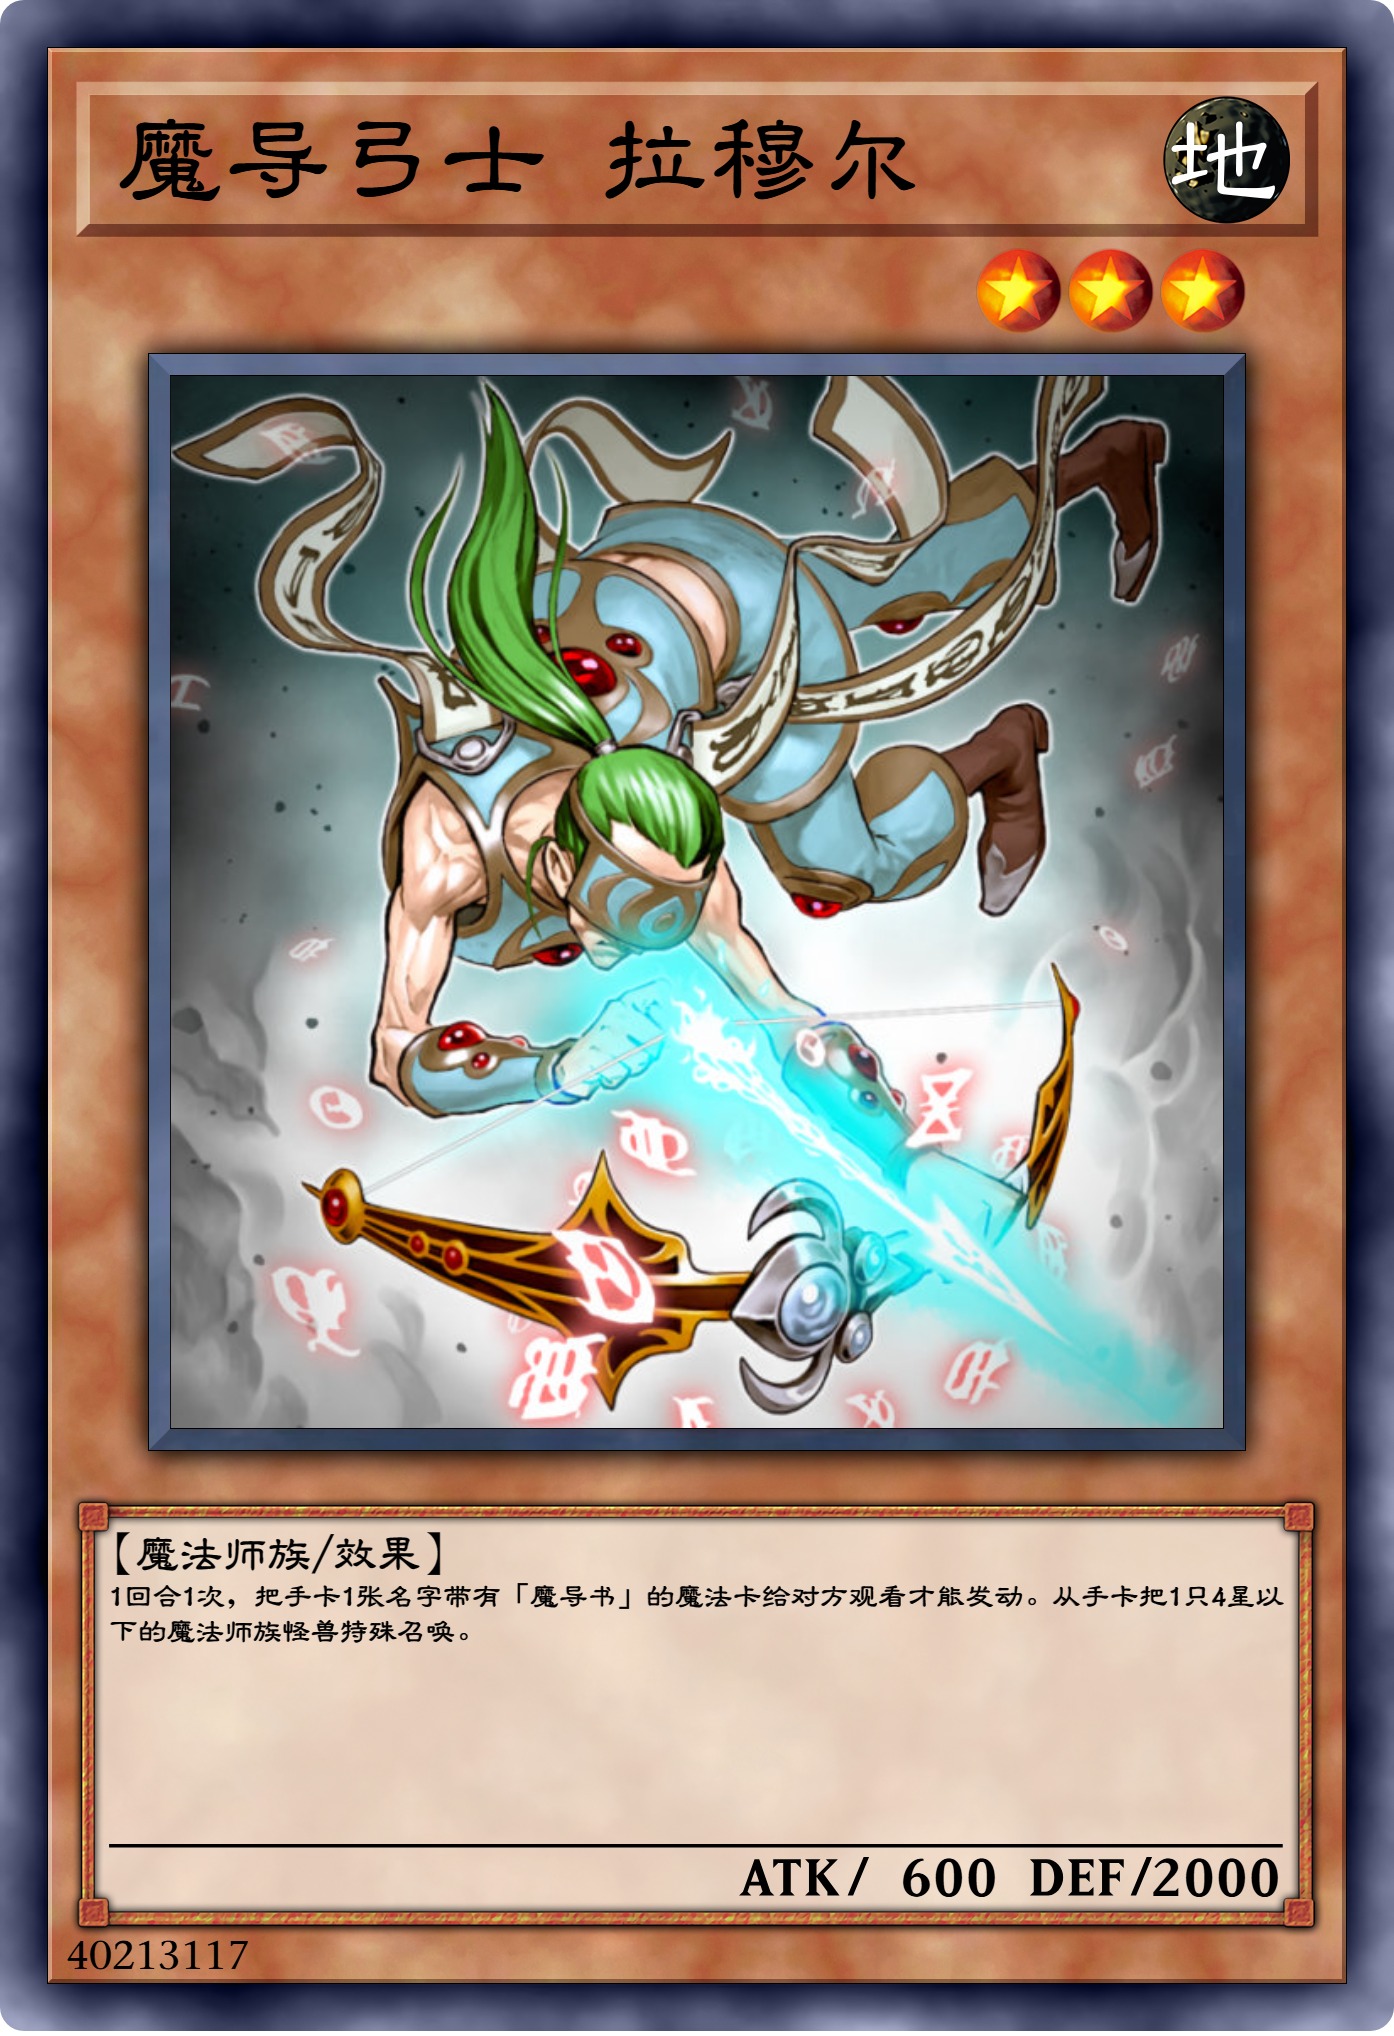 魔导弓士 拉穆尔
地
【魔法师族/效果】
1回合1次，把手卡1张名字带有「魔导书」的魔法卡给对方观看才能发动。从手卡把1只4星以
下的魔法师族怪兽特殊召唤。
ATK/ 600 DEF/2000
40213117